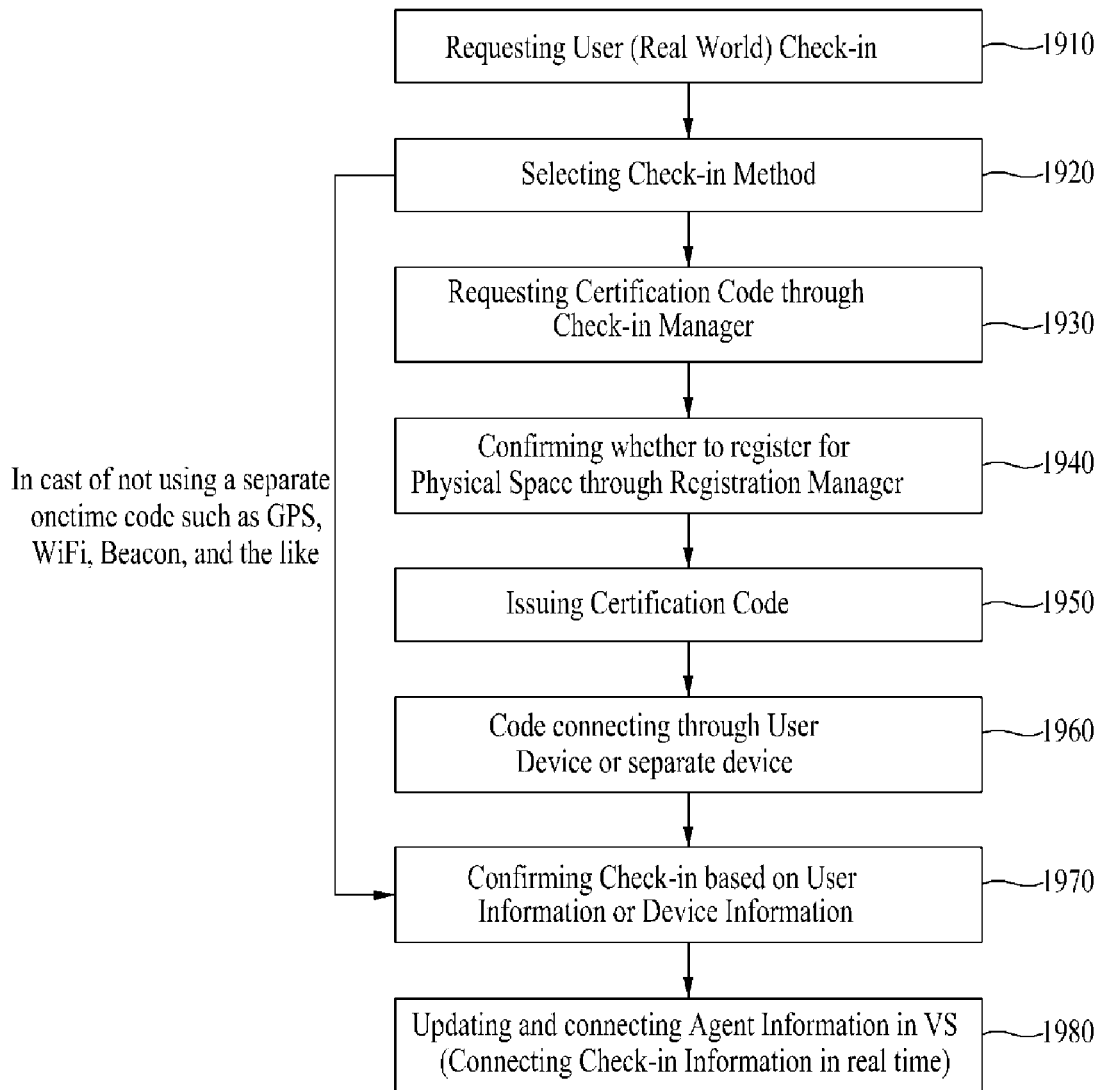 Requesting User (Real World) Check-in
1910
Selecting Check-in Method
1920
Requesting Certification Code through
Check-in Manager
1930
Confirming whether to register for
Physical Space through Registration Manager
1940
In cast of not using a separate
onetime code such as GPS,
WiFi, Beacon, and the like
Issuing Certification Code
1950
Code connecting through User
Device or separate device
1960
Confirming Check-in based on User
Information or Device Information
1970
Updating and connecting Agent Information in VS
(Connecting Check-in Information in real time)
1980